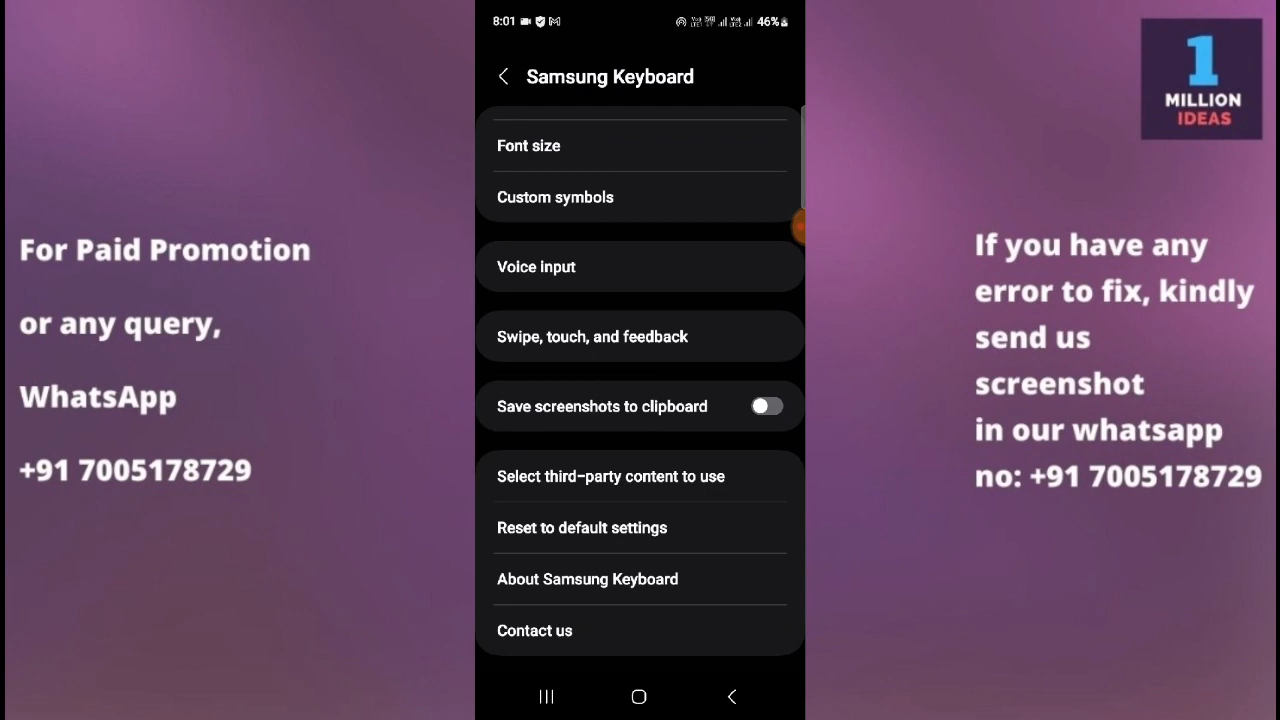 For Paid Promotion
or any query,
WhatsApp
+91 7005178729
8:01
46%
Samsung Keyboard
Font size
Custom symbols
Voice input
Swipe, touch, and feedback
Save screenshots to clipboard
Select third-party content to use
Reset to default settings
About Samsung Keyboard
Contact us
1
MILLION
IDEAS
If you have any
error to fix, kindly
send us
screenshot
in our whatsapp
no: +91 7005178729